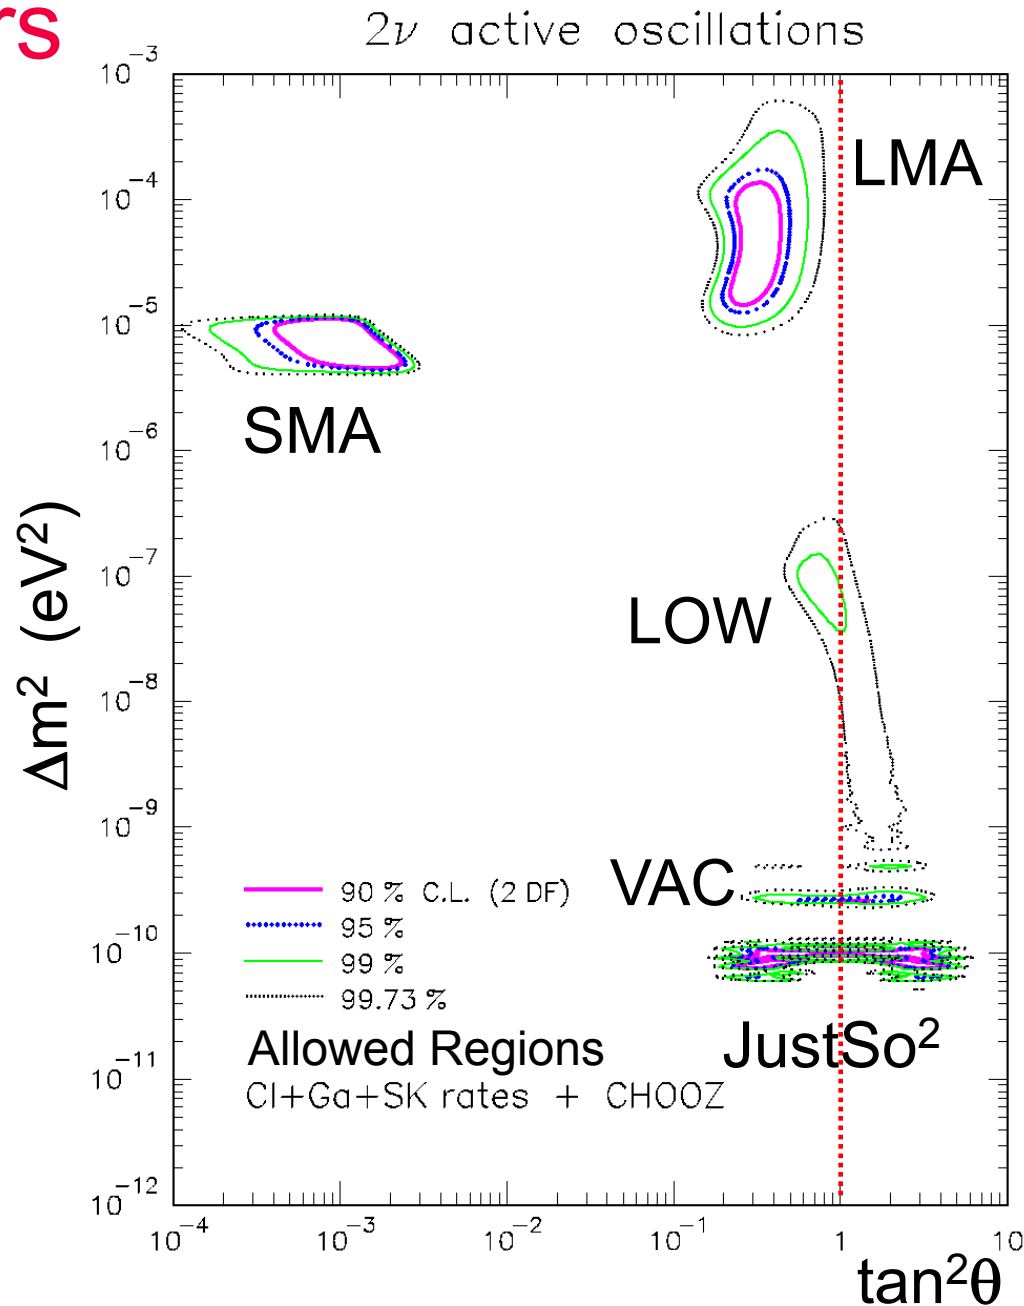 rs
2ν active oscillations
10⁻³
10⁻⁴
10⁻⁵
10⁻⁶
10⁻⁷
10⁻⁸
10⁻⁹
10⁻¹⁰
10⁻¹¹
10⁻¹²
Δm² (eV²)
LMA
SMA
LOW
VAC
JustSo²
90 % C.L. (2 DF)
95 %
99 %
99.73 %
Allowed Regions
Cl+Ga+SK rates + CHOOZ
10⁻⁴ 10⁻³ 10⁻² 10⁻¹ 1 10
tan²θ